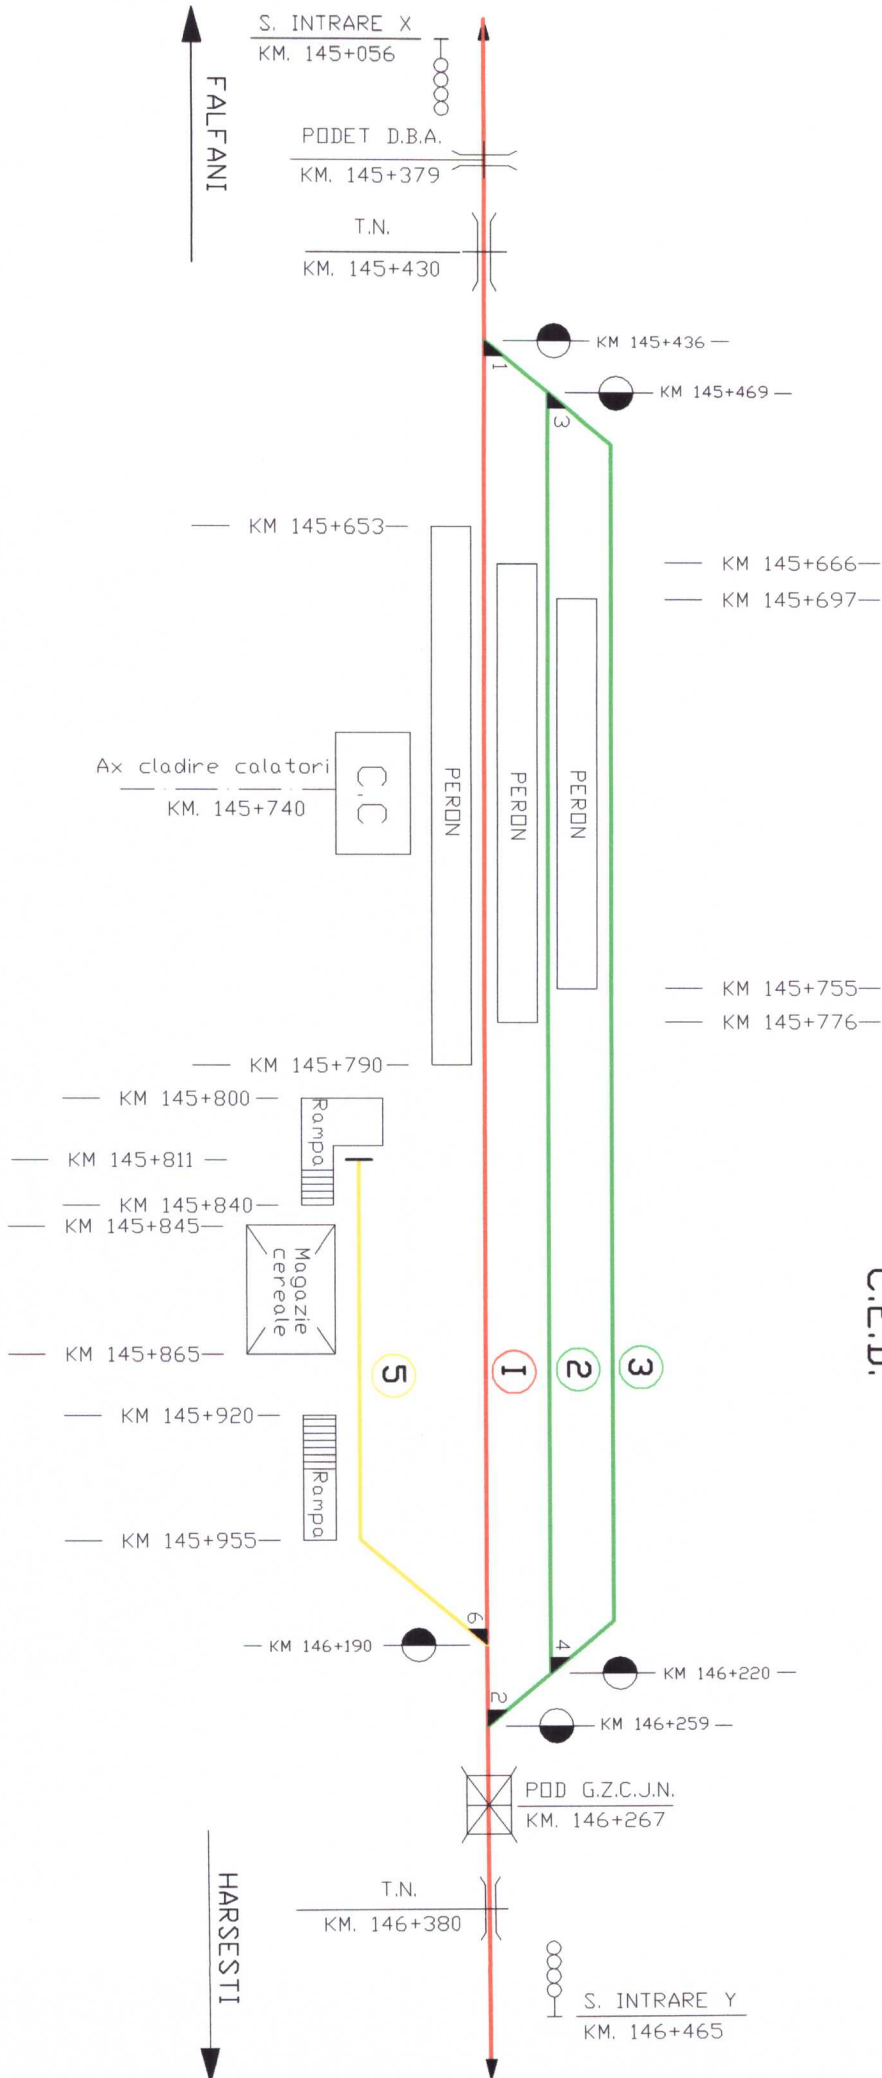 S. INTRARE X
KM. 145+056
FALFANI
PODET D.B.A.
KM. 145+379
T.N.
KM. 145+430
KM 145+436
1
KM 145+469
3
KM 145+653
KM 145+666
KM 145+697
Ax cladire calatori
KM. 145+740
C.C
PERON
PERON
PERON
KM 145+755
KM 145+776
KM 145+790
KM 145+800
Rampa
KM 145+811
KM 145+840
KM 145+845
Magazie
cereale
KM 145+865
5
I
2
3
C.E.D.
KM 145+920
Rampa
KM 145+955
6
KM 146+190
4
KM 146+220
2
KM 146+259
POD G.Z.C.J.N.
KM. 146+267
HARSESTI
T.N.
KM. 146+380
S. INTRARE Y
KM. 146+465